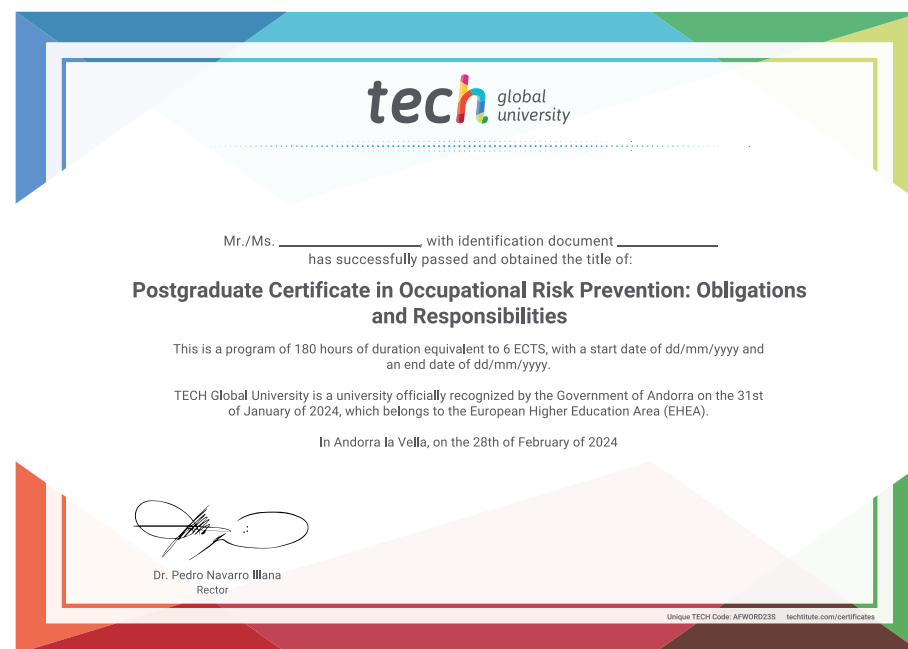 tech global university
Mr./Ms. ____________, with identification document ____________
has successfully passed and obtained the title of:
Postgraduate Certificate in Occupational Risk Prevention: Obligations
and Responsibilities
This is a program of 180 hours of duration equivalent to 6 ECTS, with a start date of dd/mm/yyyy and
an end date of dd/mm/yyyy.
TECH Global University is a university officially recognized by the Government of Andorra on the 31st
of January of 2024, which belongs to the European Higher Education Area (EHEA).
In Andorra la Vella, on the 28th of February of 2024
Dr. Pedro Navarro Illana
Rector
Unique TECH Code: AFWORD23S techtitute.com/certificates